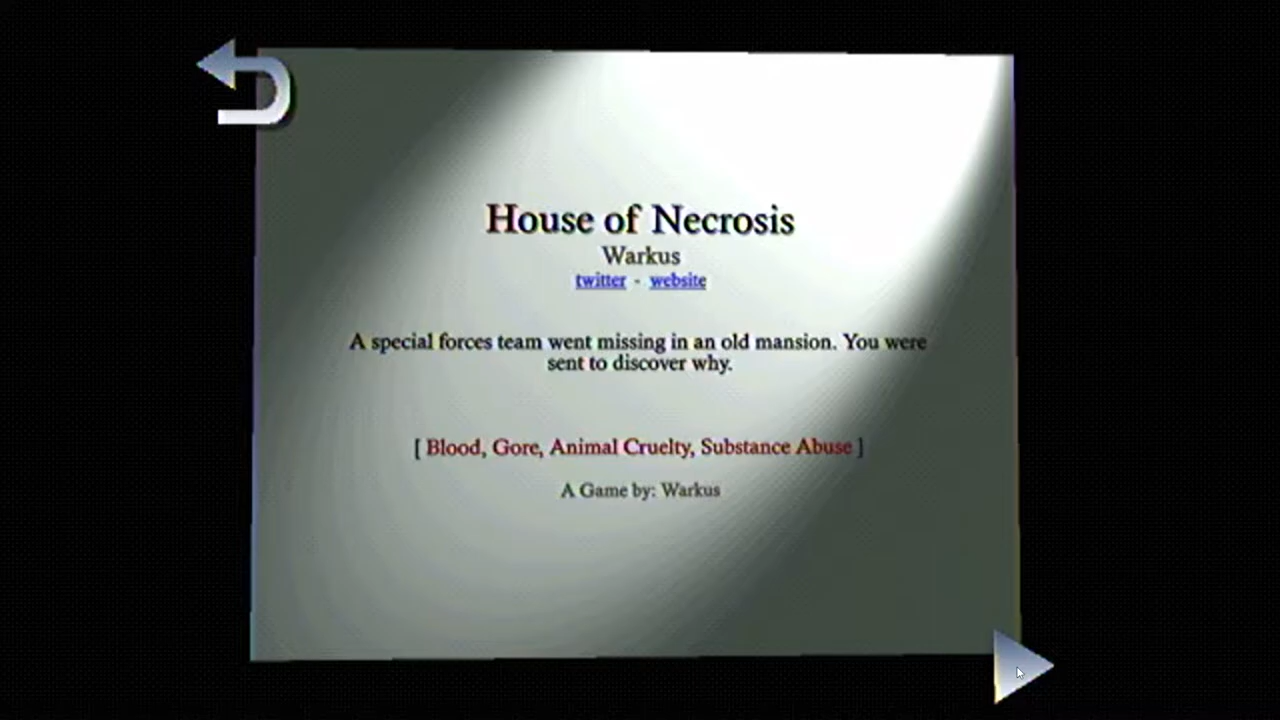 House of Necrosis
Warkus
twitter - website
A special forces team went missing in an old mansion. You were
sent to discover why.
[ Blood, Gore, Animal Cruelty, Substance Abuse ]
A Game by: Warkus